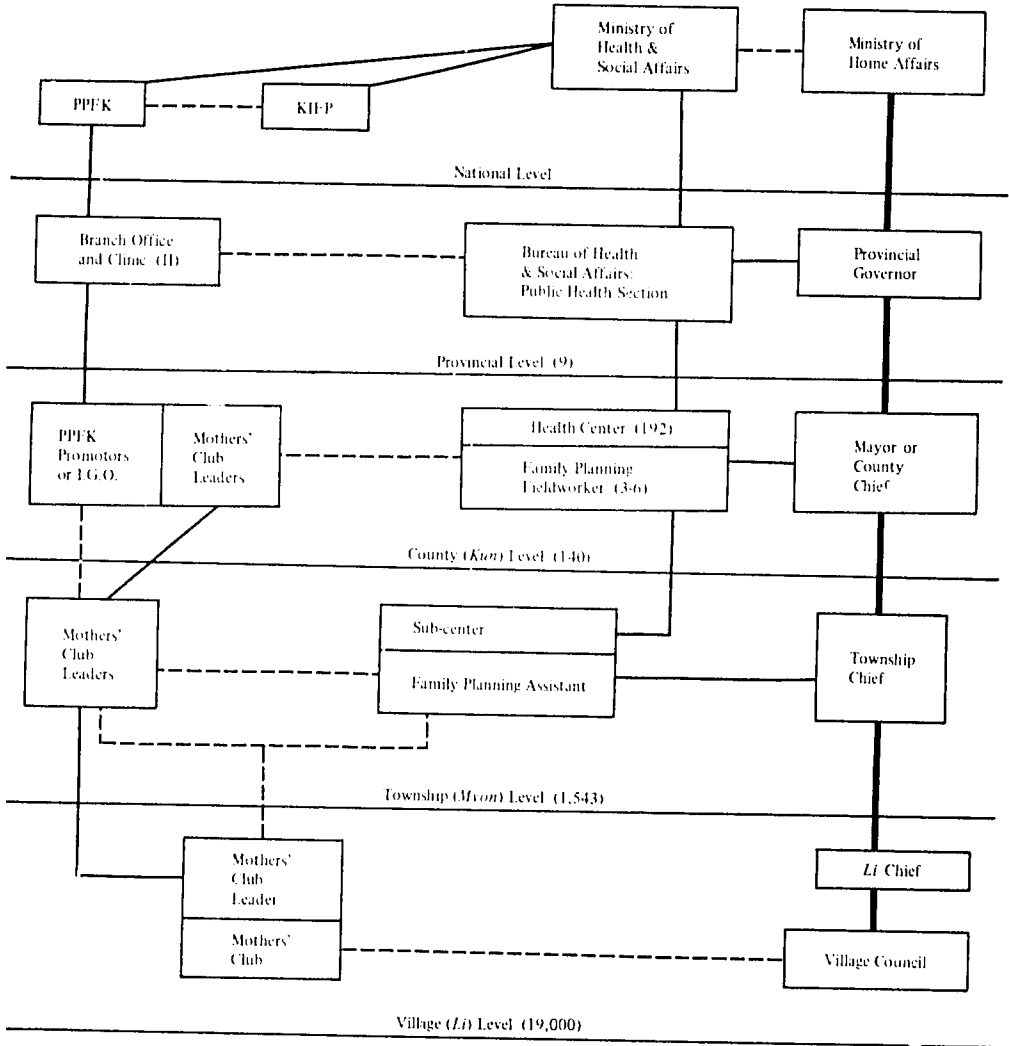 Ministry of
Health &
Social Affairs
Ministry of
Home Affairs
PPFK
KIFP
National Level
Branch Office
and Clinic (11)
Bureau of Health
& Social Affairs:
Public Health Section
Provincial
Governor
Provincial Level (9)
PPFK
Promotors
or I.G.O.
Mothers'
Club
Leaders
Health Center (192)
Family Planning
Fieldworker (3-6)
Mayor or
County
Chief
County (Kun) Level (140)
Mothers'
Club
Leaders
Sub-center
Family Planning Assistant
Township
Chief
Township (Myon) Level (1,543)
Mothers'
Club
Leader
Mothers'
Club
Li Chief
Village Council
Village (Li) Level (19,000)